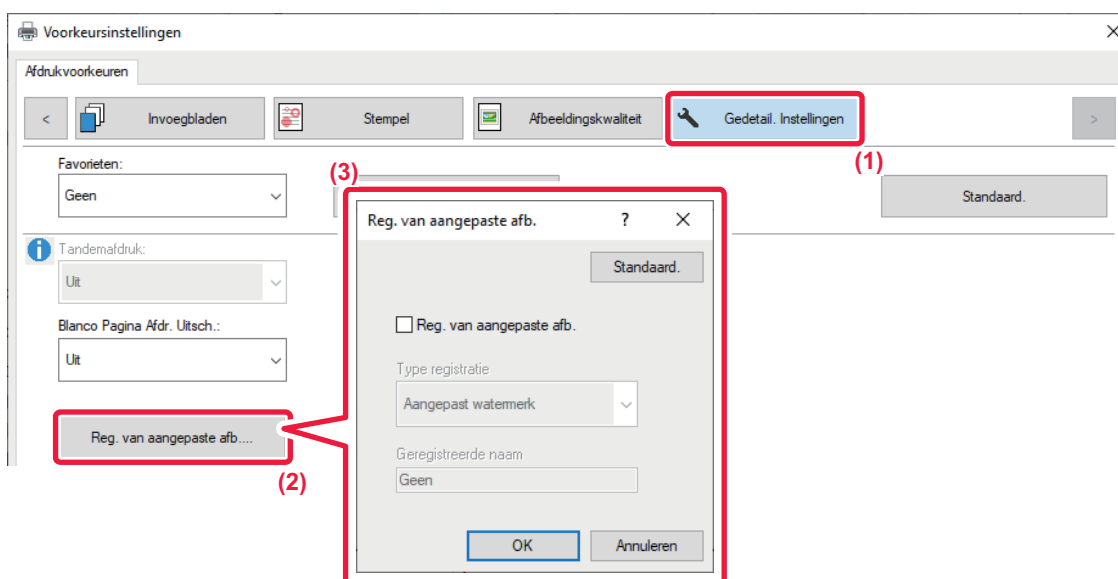 Voorkeursinstellingen
Afdrukvoorkeuren
< Invoegbladen Stempel Afbeeldingskwaliteit Gedetail. Instellingen >
(1)
Favorieten:
Geen
Standaard.
Tandemafdruk:
Uit
Blanco Pagina Afdr. Uitsch.:
Uit
Reg. van aangepaste afb....
(2)
(3)
Reg. van aangepaste afb. ?
Standaard.
Reg. van aangepaste afb.
Type registratie
Aangepast watermerk
Geregistreerde naam
Geen
OK Annuleren